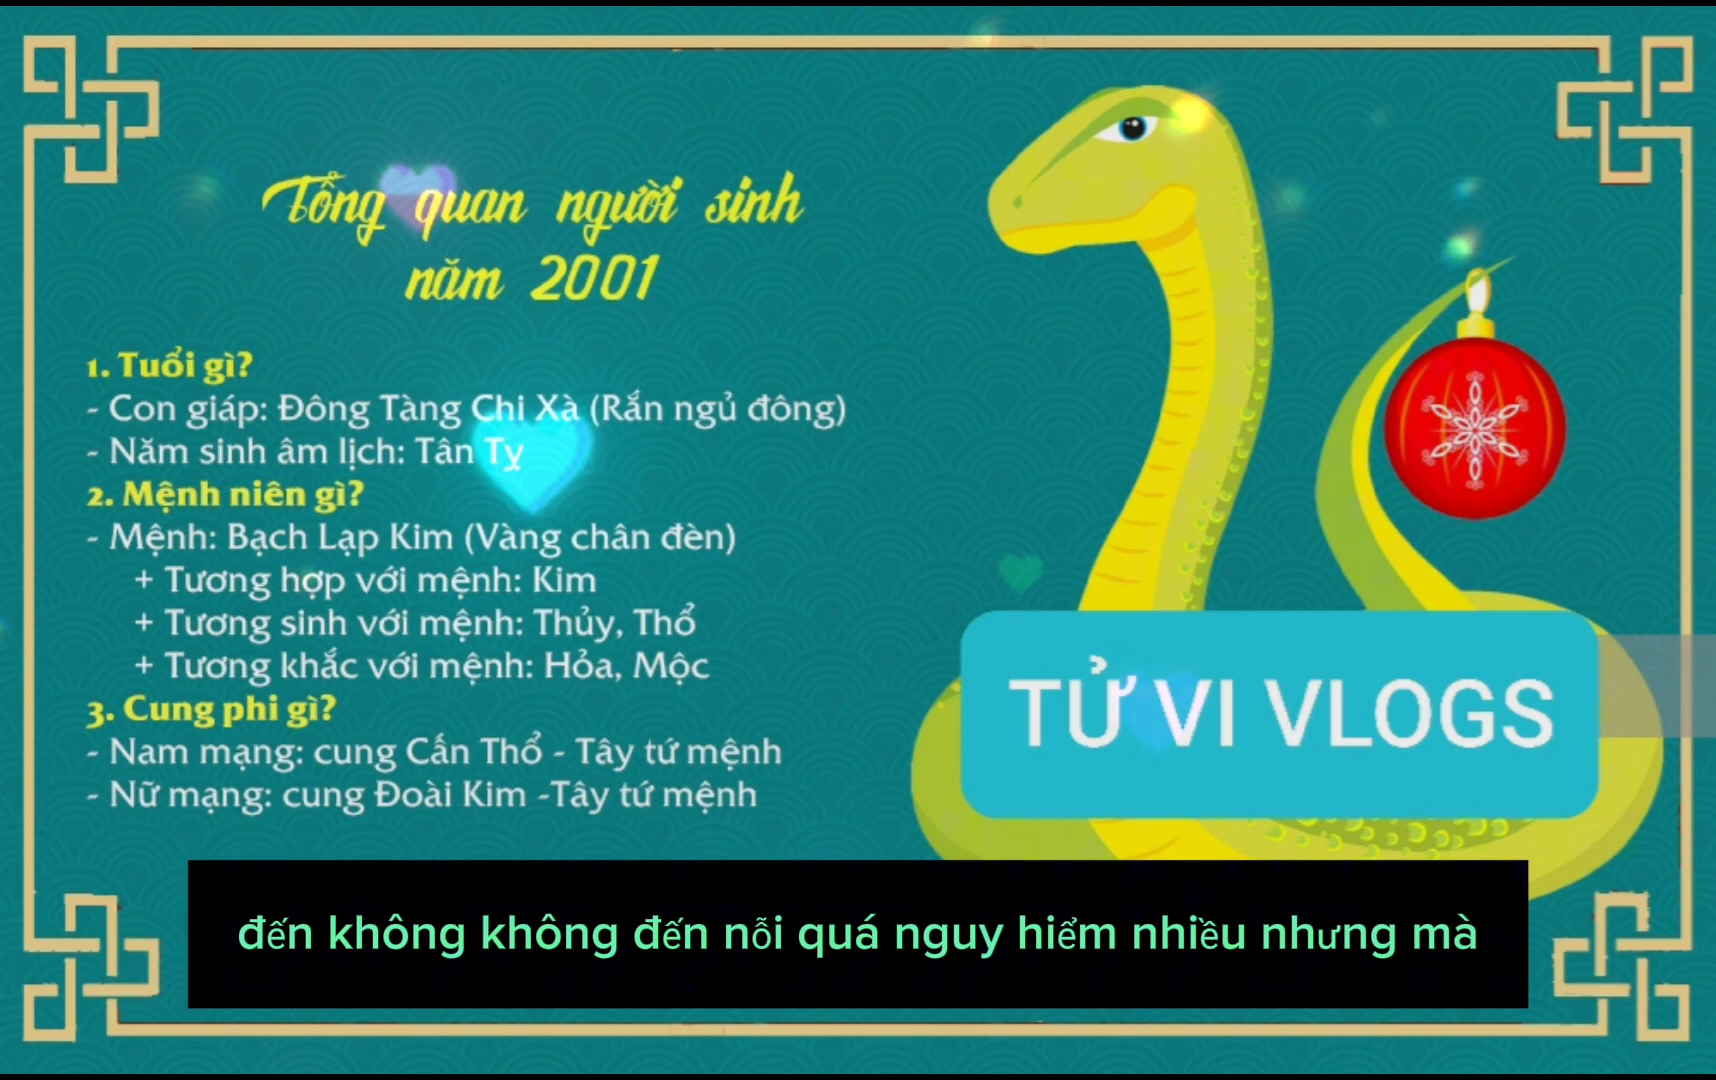 Tổng quan người sinh
năm 2001
1. Tuổi gì?
- Con giáp: Đông Tàng Chi Xà (Rắn ngủ đông)
- Năm sinh âm lịch: Tân Tỵ
2. Mệnh niên gì?
- Mệnh: Bạch Lạp Kim (Vàng chân đèn)
+ Tương hợp với mệnh: Kim
+ Tương sinh với mệnh: Thủy, Thổ
+ Tương khắc với mệnh: Hỏa, Mộc
3. Cung phi gì?
- Nam mạng: cung Cấn Thổ - Tây tứ mệnh
- Nữ mạng: cung Đoài Kim -Tây tứ mệnh
TỬ VI VLOGS
đến không không đến nỗi quá nguy hiểm nhiều nhưng mà